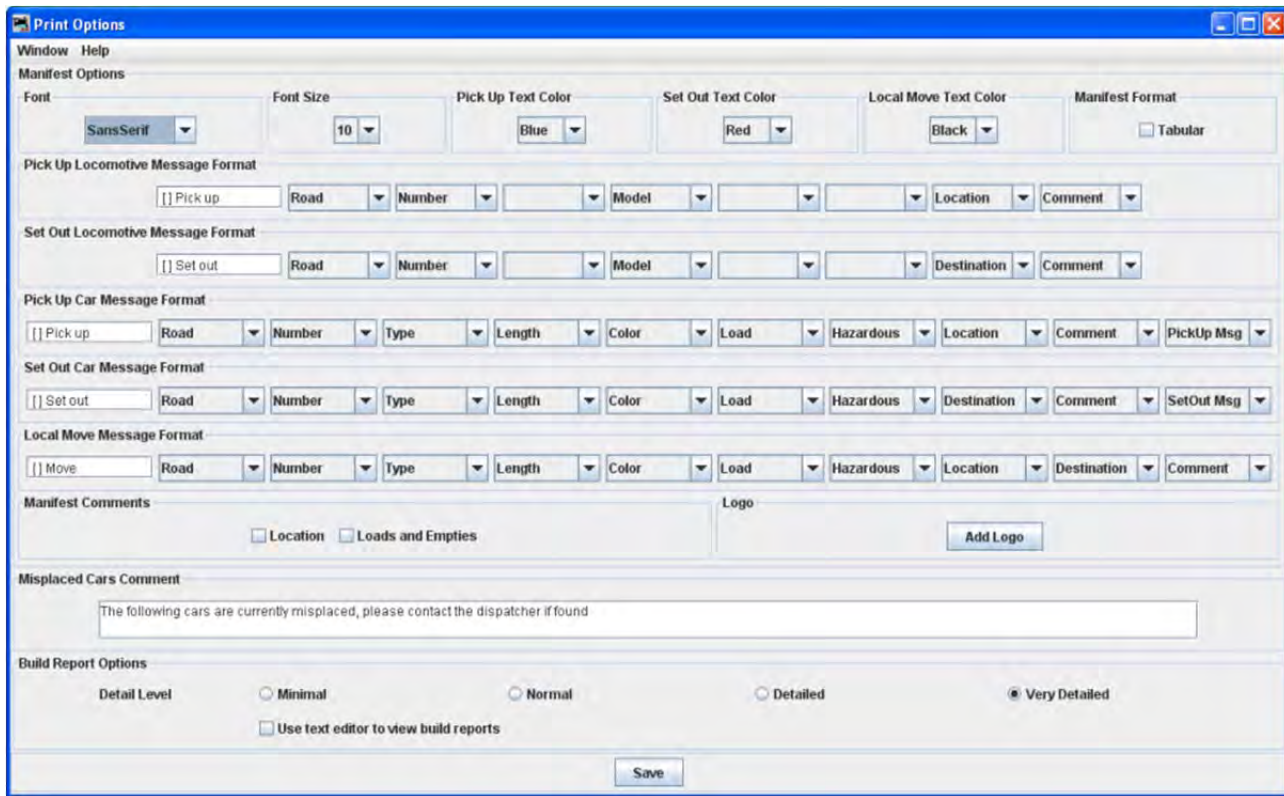 Print Options
Window Help
Manifest Options
Font Font Size Pick Up Text Color Set Out Text Color Local Move Text Color Manifest Format
SansSerif 10 Blue Red Black Tabular
Pick Up Locomotive Message Format
[ ] Pick up Road Number Model Location Comment
Set Out Locomotive Message Format
[ ] Set out Road Number Model Destination Comment
Pick Up Car Message Format
[ ] Pick up Road Number Type Length Color Load Hazardous Location Comment PickUp Msg
Set Out Car Message Format
[ ] Set out Road Number Type Length Color Load Hazardous Destination Comment SetOut Msg
Local Move Message Format
[ ] Move Road Number Type Length Color Load Hazardous Location Destination Comment
Manifest Comments Logo
Location Loads and Empties Add Logo
Misplaced Cars Comment
The following cars are currently misplaced, please contact the dispatcher if found
Build Report Options
Detail Level Minimal Normal Detailed Very Detailed
Use text editor to view build reports
Save